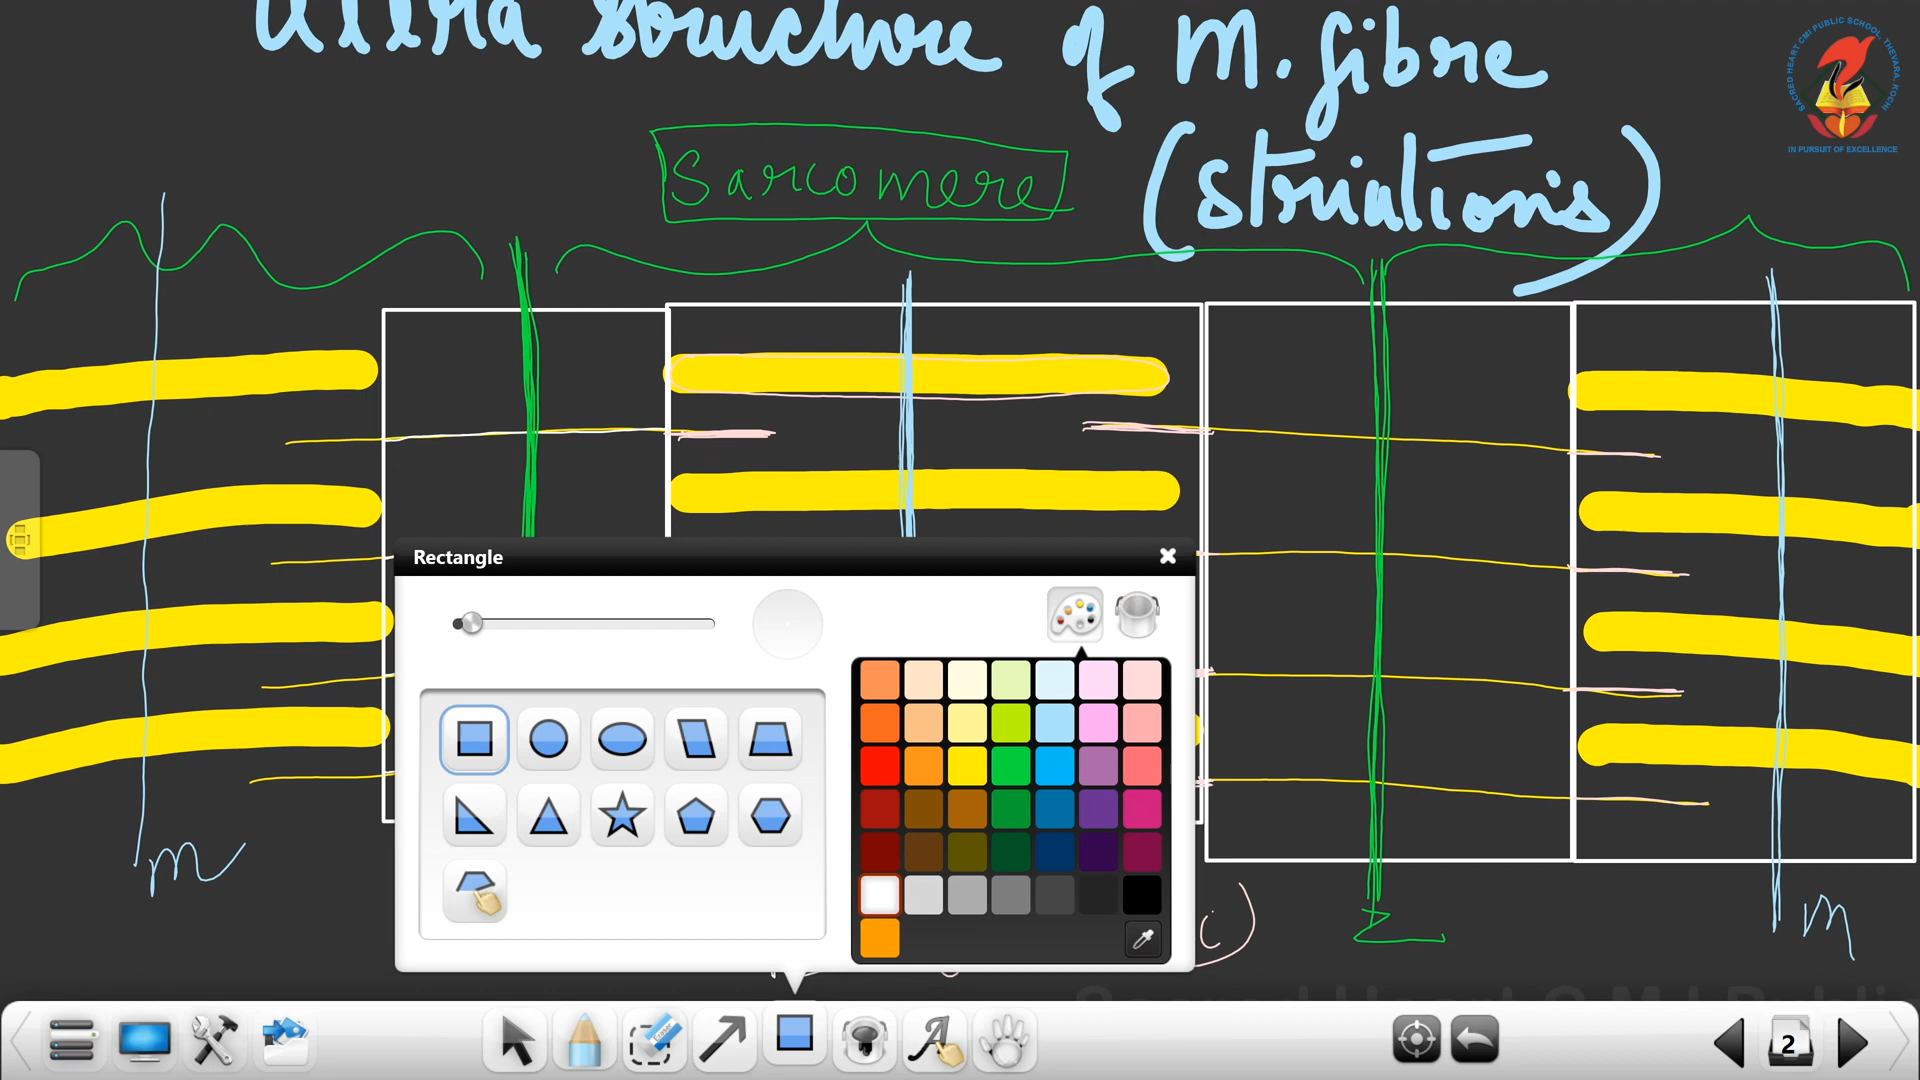 Ultra Structure of M. fibre
(striations)
Sarcomere
SACRED HEART CMI PUBLIC SCHOOL, THEVARA, KOCHI
IN PURSUIT OF EXCELLENCE
Rectangle
m
Z
m
2